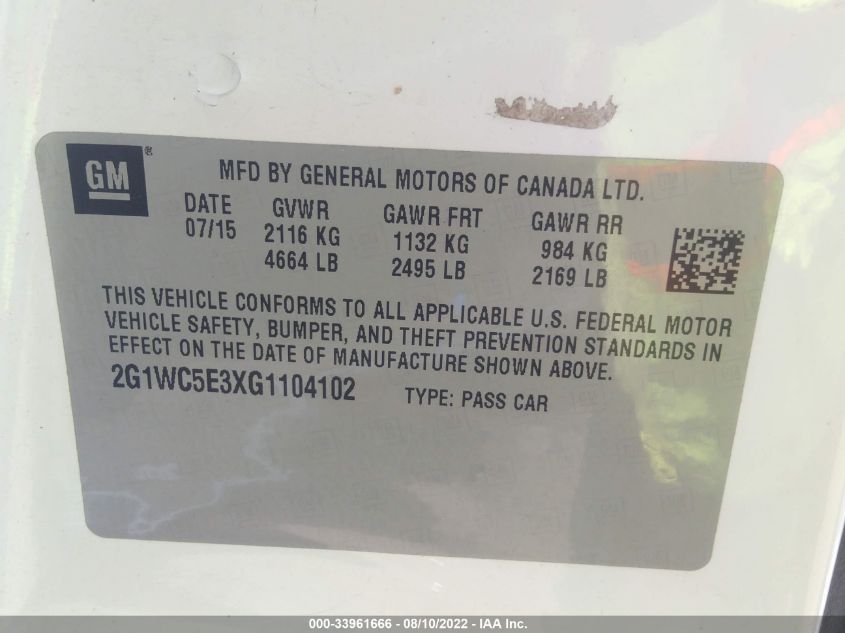 GM®
MFD BY GENERAL MOTORS OF CANADA LTD.
DATE GVWR GAWR FRT GAWR RR
07/15 2116 KG 1132 KG 984 KG
4664 LB 2495 LB 2169 LB
THIS VEHICLE CONFORMS TO ALL APPLICABLE U.S. FEDERAL MOTOR
VEHICLE SAFETY, BUMPER, AND THEFT PREVENTION STANDARDS IN
EFFECT ON THE DATE OF MANUFACTURE SHOWN ABOVE.
2G1WC5E3XG1104102 TYPE: PASS CAR
000-33961666 - 08/10/2022 - IAA Inc.